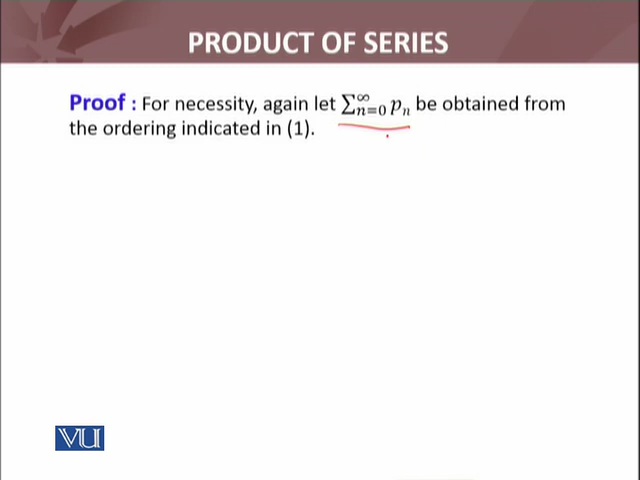 PRODUCT OF SERIES
Proof : For necessity, again let ∑_{n=0}^{∞} p_n be obtained from
the ordering indicated in (1).
VU